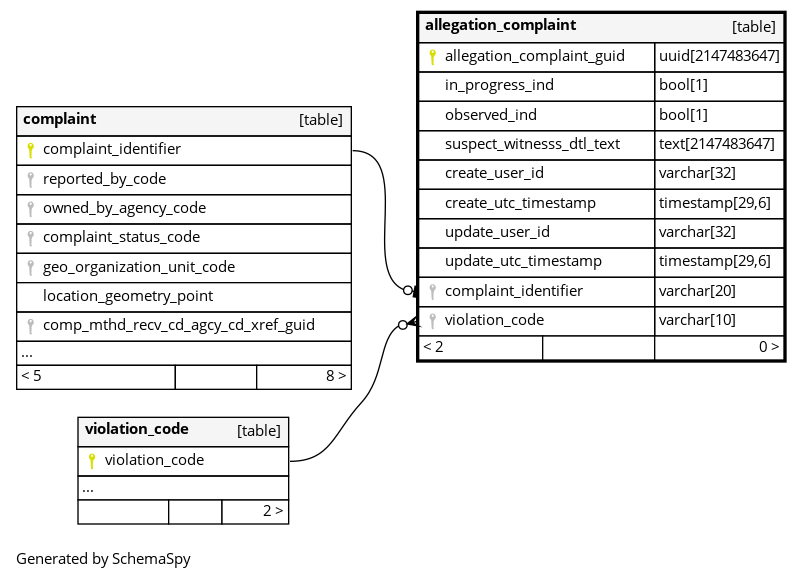 allegation_complaint [table]
allegation_complaint_guid uuid[2147483647]
in_progress_ind bool[1]
observed_ind bool[1]
suspect_witnesss_dtl_text text[2147483647]
create_user_id varchar[32]
create_utc_timestamp timestamp[29,6]
update_user_id varchar[32]
update_utc_timestamp timestamp[29,6]
complaint_identifier varchar[20]
violation_code varchar[10]
< 2 0 >
complaint [table]
complaint_identifier
reported_by_code
owned_by_agency_code
complaint_status_code
geo_organization_unit_code
location_geometry_point
comp_mthd_recv_cd_agcy_cd_xref_guid
...
< 5 8 >
violation_code [table]
violation_code
...
2 >
Generated by SchemaSpy